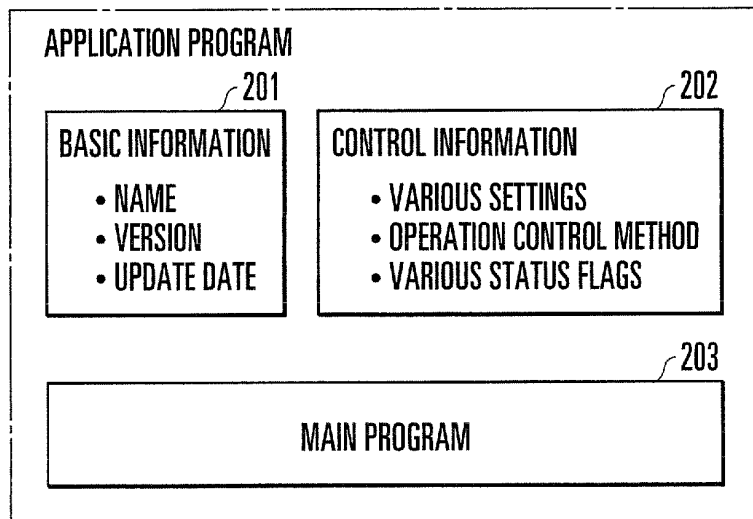 APPLICATION PROGRAM
201
BASIC INFORMATION
• NAME
• VERSION
• UPDATE DATE
202
CONTROL INFORMATION
• VARIOUS SETTINGS
• OPERATION CONTROL METHOD
• VARIOUS STATUS FLAGS
203
MAIN PROGRAM